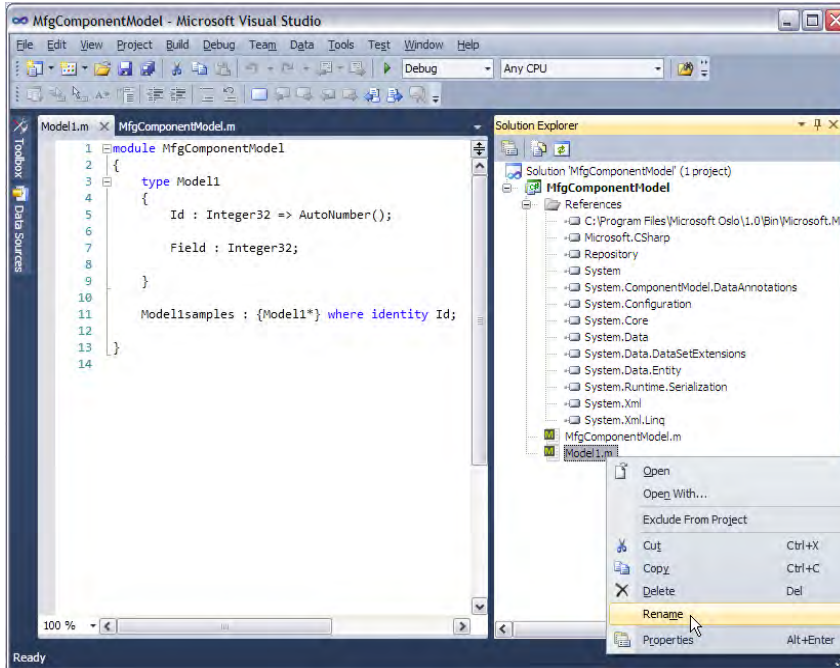 MfgComponentModel - Microsoft Visual Studio
File Edit View Project Build Debug Team Data Tools Test Window Help
Debug Any CPU
Model1.m MfgComponentModel.m
Toolbox
Data Sources
1 module MfgComponentModel
2 {
3 type Model1
4 {
5 Id : Integer32 => AutoNumber();
6
7 Field : Integer32;
8
9 }
10
11 Model1samples : {Model1*} where identity Id;
12
13 }
14
100 %
Solution Explorer
Solution 'MfgComponentModel' (1 project)
MfgComponentModel
References
C:\Program Files\Microsoft Oslo\1.0\Bin\Microsoft.M
Microsoft.CSharp
Repository
System
System.ComponentModel.DataAnnotations
System.Configuration
System.Core
System.Data
System.Data.DataSetExtensions
System.Data.Entity
System.Runtime.Serialization
System.Xml
System.Xml.Linq
MfgComponentModel.m
Model1.m
Open
Open With...
Exclude From Project
Cut Ctrl+X
Copy Ctrl+C
Delete Del
Rename
Properties Alt+Enter
Ready